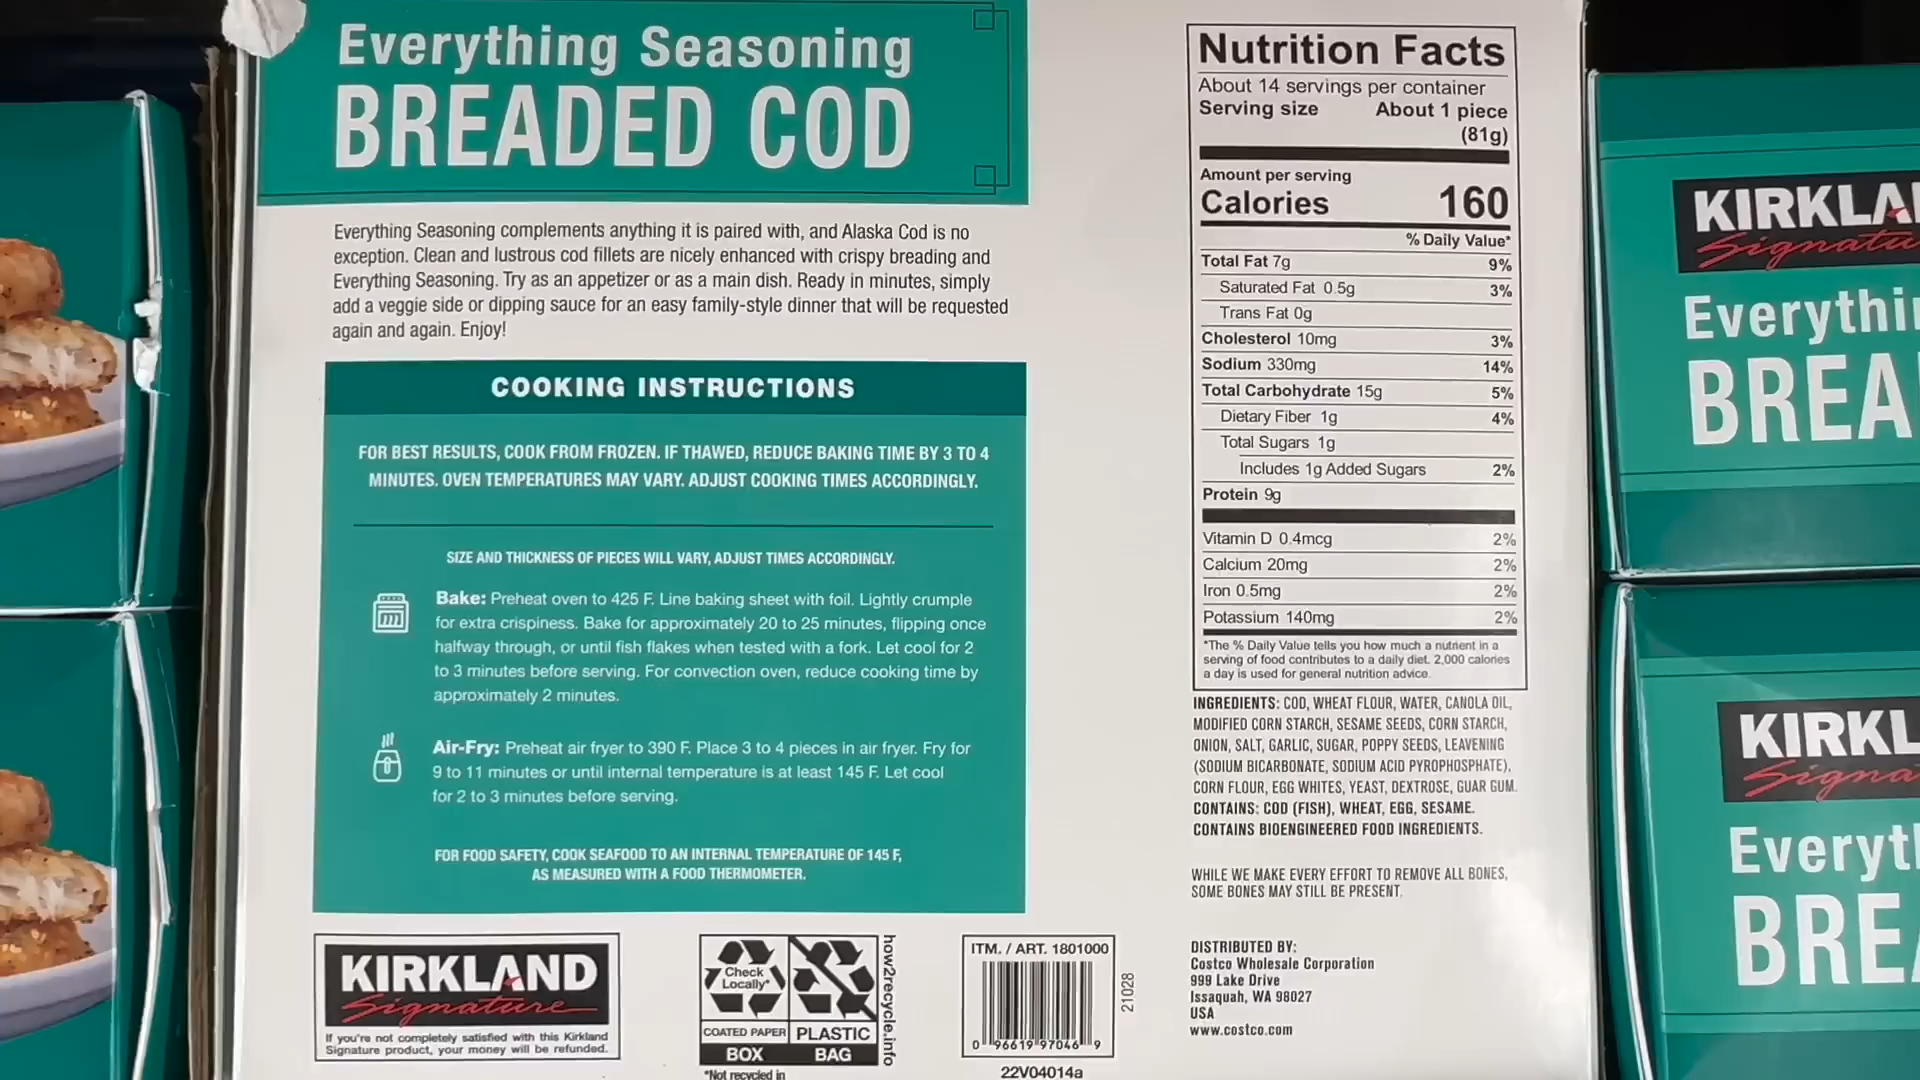 Everything Seasoning
BREADED COD
Everything Seasoning complements anything it is paired with, and Alaska Cod is no
exception. Clean and lustrous cod fillets are nicely enhanced with crispy breading and
Everything Seasoning. Try as an appetizer or as a main dish. Ready in minutes, simply
add a veggie side or dipping sauce for an easy family-style dinner that will be requested
again and again. Enjoy!
COOKING INSTRUCTIONS
FOR BEST RESULTS, COOK FROM FROZEN. IF THAWED, REDUCE BAKING TIME BY 3 TO 4
MINUTES. OVEN TEMPERATURES MAY VARY. ADJUST COOKING TIMES ACCORDINGLY.
SIZE AND THICKNESS OF PIECES WILL VARY, ADJUST TIMES ACCORDINGLY.
Bake: Preheat oven to 425 F. Line baking sheet with foil. Lightly crumple
for extra crispiness. Bake for approximately 20 to 25 minutes, flipping once
halfway through, or until fish flakes when tested with a fork. Let cool for 2
to 3 minutes before serving. For convection oven, reduce cooking time by
approximately 2 minutes.
Air-Fry: Preheat air fryer to 390 F. Place 3 to 4 pieces in air fryer. Fry for
9 to 11 minutes or until internal temperature is at least 145 F. Let cool
for 2 to 3 minutes before serving.
FOR FOOD SAFETY, COOK SEAFOOD TO AN INTERNAL TEMPERATURE OF 145 F,
AS MEASURED WITH A FOOD THERMOMETER.
KIRKLAND
Signature
If you're not completely satisfied with this Kirkland
Signature product, your money will be refunded.
Check
Locally*
COATED PAPER
BOX
PLASTIC
BAG
how2recycle.info
*Not recycled in
ITM. / ART. 1801000
0 96619 97046 9
21028
22V04014a
Nutrition Facts
About 14 servings per container
Serving size About 1 piece
(81g)
Amount per serving
Calories 160
% Daily Value*
Total Fat 7g 9%
Saturated Fat 0.5g 3%
Trans Fat 0g
Cholesterol 10mg 3%
Sodium 330mg 14%
Total Carbohydrate 15g 5%
Dietary Fiber 1g 4%
Total Sugars 1g
Includes 1g Added Sugars 2%
Protein 9g
Vitamin D 0.4mcg 2%
Calcium 20mg 2%
Iron 0.5mg 2%
Potassium 140mg 2%
*The % Daily Value tells you how much a nutrient in a
serving of food contributes to a daily diet. 2,000 calories
a day is used for general nutrition advice.
INGREDIENTS: COD, WHEAT FLOUR, WATER, CANOLA OIL,
MODIFIED CORN STARCH, SESAME SEEDS, CORN STARCH,
ONION, SALT, GARLIC, SUGAR, POPPY SEEDS, LEAVENING
(SODIUM BICARBONATE, SODIUM ACID PYROPHOSPHATE),
CORN FLOUR, EGG WHITES, YEAST, DEXTROSE, GUAR GUM.
CONTAINS: COD (FISH), WHEAT, EGG, SESAME.
CONTAINS BIOENGINEERED FOOD INGREDIENTS.
WHILE WE MAKE EVERY EFFORT TO REMOVE ALL BONES,
SOME BONES MAY STILL BE PRESENT.
DISTRIBUTED BY:
Costco Wholesale Corporation
999 Lake Drive
Issaquah, WA 98027
USA
www.costco.com
KIRKLA
Signatu
Everythi
BREA
KIRKL
Signa
Everyt
BRE